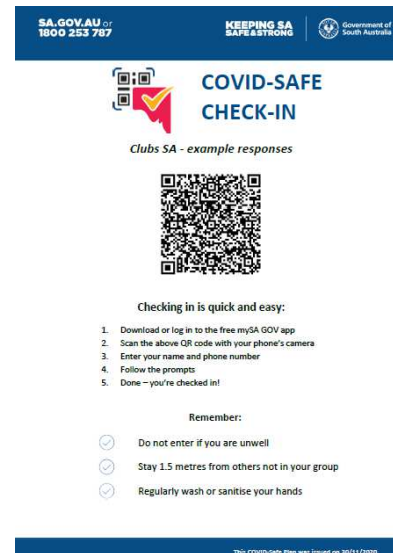 SA.GOV.AU or
1800 253 787
KEEPING SA
SAFE&STRONG
Government of
South Australia
COVID-SAFE
CHECK-IN
Clubs SA - example responses
Checking in is quick and easy:
1. Download or log in to the free mySA GOV app
2. Scan the above QR code with your phone's camera
3. Enter your name and phone number
4. Follow the prompts
5. Done – you're checked in!
Remember:
Do not enter if you are unwell
Stay 1.5 metres from others not in your group
Regularly wash or sanitise your hands
This COVID-Safe Plan was issued on 30/11/2020